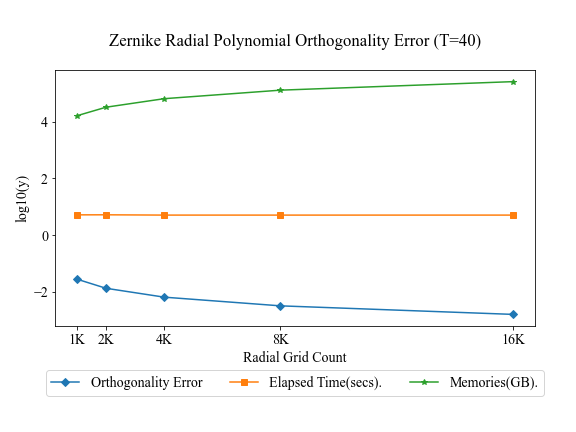 Zernike Radial Polynomial Orthogonality Error (T=40)
log10(y)
4
2
0
−2
1K 2K 4K 8K 16K
Radial Grid Count
Orthogonality Error Elapsed Time(secs). Memories(GB).